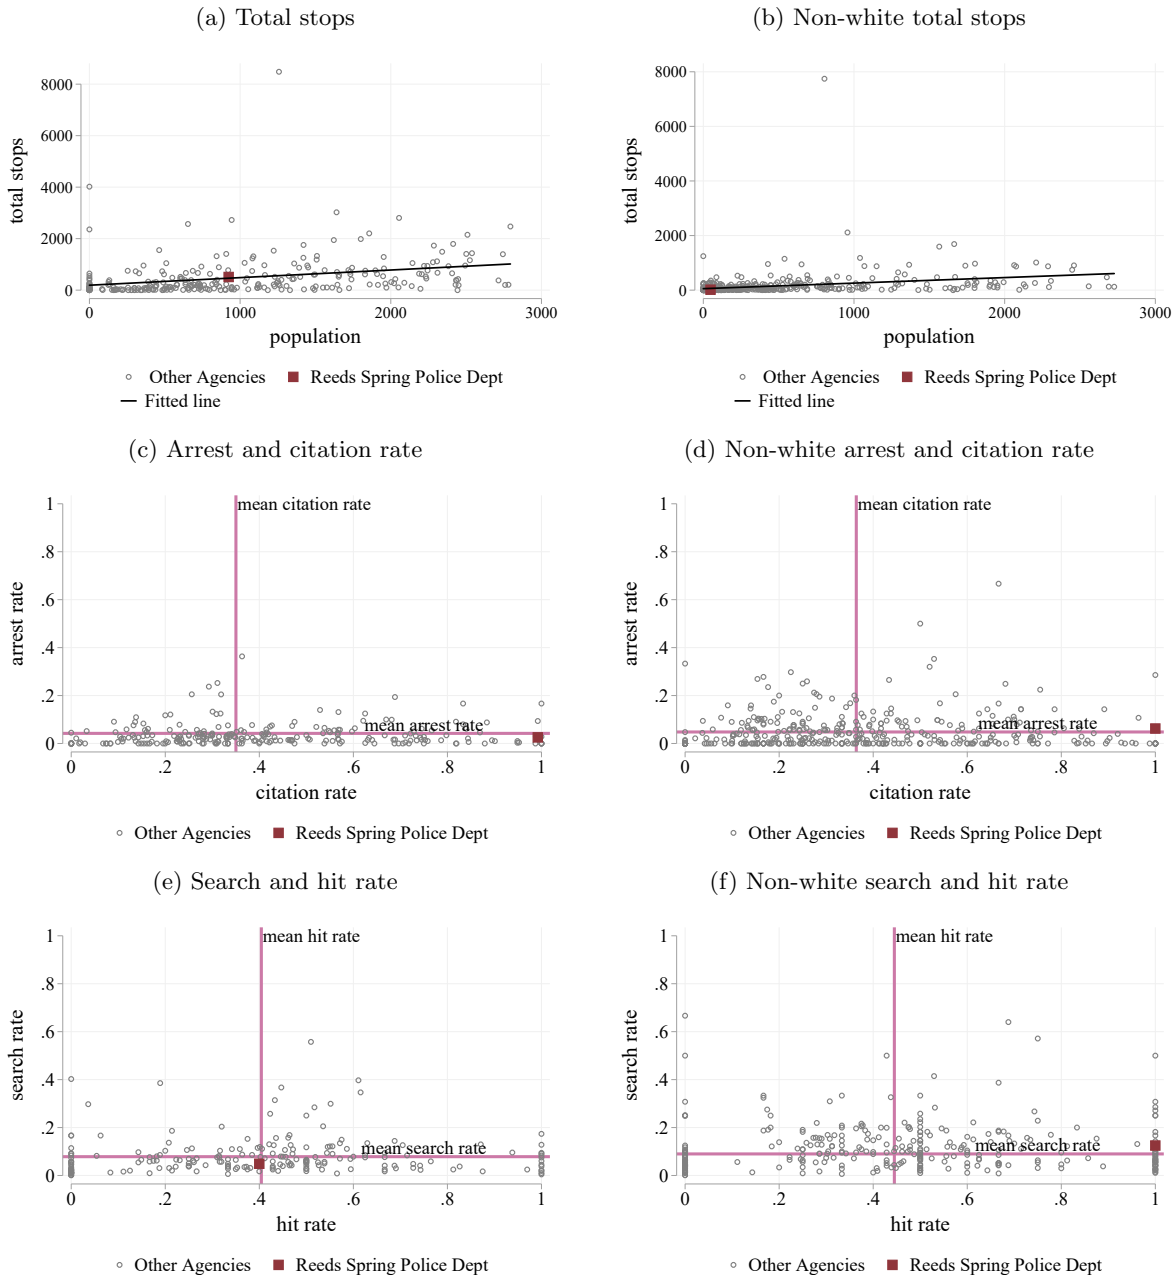 (a) Total stops
(b) Non-white total stops
8000
6000
4000
2000
0
total stops
0
1000
2000
3000
population
Other Agencies
Reeds Spring Police Dept
Fitted line
8000
6000
4000
2000
0
total stops
0
1000
2000
3000
population
Other Agencies
Reeds Spring Police Dept
Fitted line
(c) Arrest and citation rate
(d) Non-white arrest and citation rate
1
.8
.6
.4
.2
0
arrest rate
mean citation rate
mean arrest rate
0
.2
.4
.6
.8
1
citation rate
Other Agencies
Reeds Spring Police Dept
1
.8
.6
.4
.2
0
arrest rate
mean citation rate
mean arrest rate
0
.2
.4
.6
.8
1
citation rate
Other Agencies
Reeds Spring Police Dept
(e) Search and hit rate
(f) Non-white search and hit rate
1
.8
.6
.4
.2
0
search rate
mean hit rate
mean search rate
0
.2
.4
.6
.8
1
hit rate
Other Agencies
Reeds Spring Police Dept
1
.8
.6
.4
.2
0
search rate
mean hit rate
mean search rate
0
.2
.4
.6
.8
1
hit rate
Other Agencies
Reeds Spring Police Dept